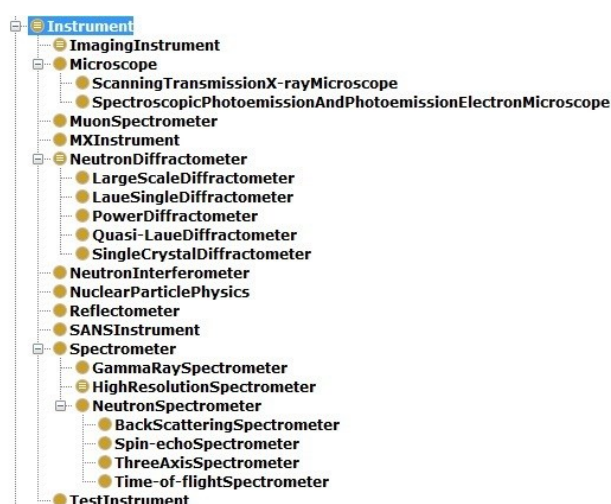 Instrument
ImagingInstrument
Microscope
ScanningTransmissionX-rayMicroscope
SpectroscopicPhotoemissionAndPhotoemissionElectronMicroscope
MuonSpectrometer
MXInstrument
NeutronDiffractometer
LargeScaleDiffractometer
LaueSingleDiffractometer
PowerDiffractometer
Quasi-LaueDiffractometer
SingleCrystalDiffractometer
NeutronInterferometer
NuclearParticlePhysics
Reflectometer
SANSInstrument
Spectrometer
GammaRaySpectrometer
HighResolutionSpectrometer
NeutronSpectrometer
BackScatteringSpectrometer
Spin-echoSpectrometer
ThreeAxisSpectrometer
Time-of-flightSpectrometer
TestInstrument